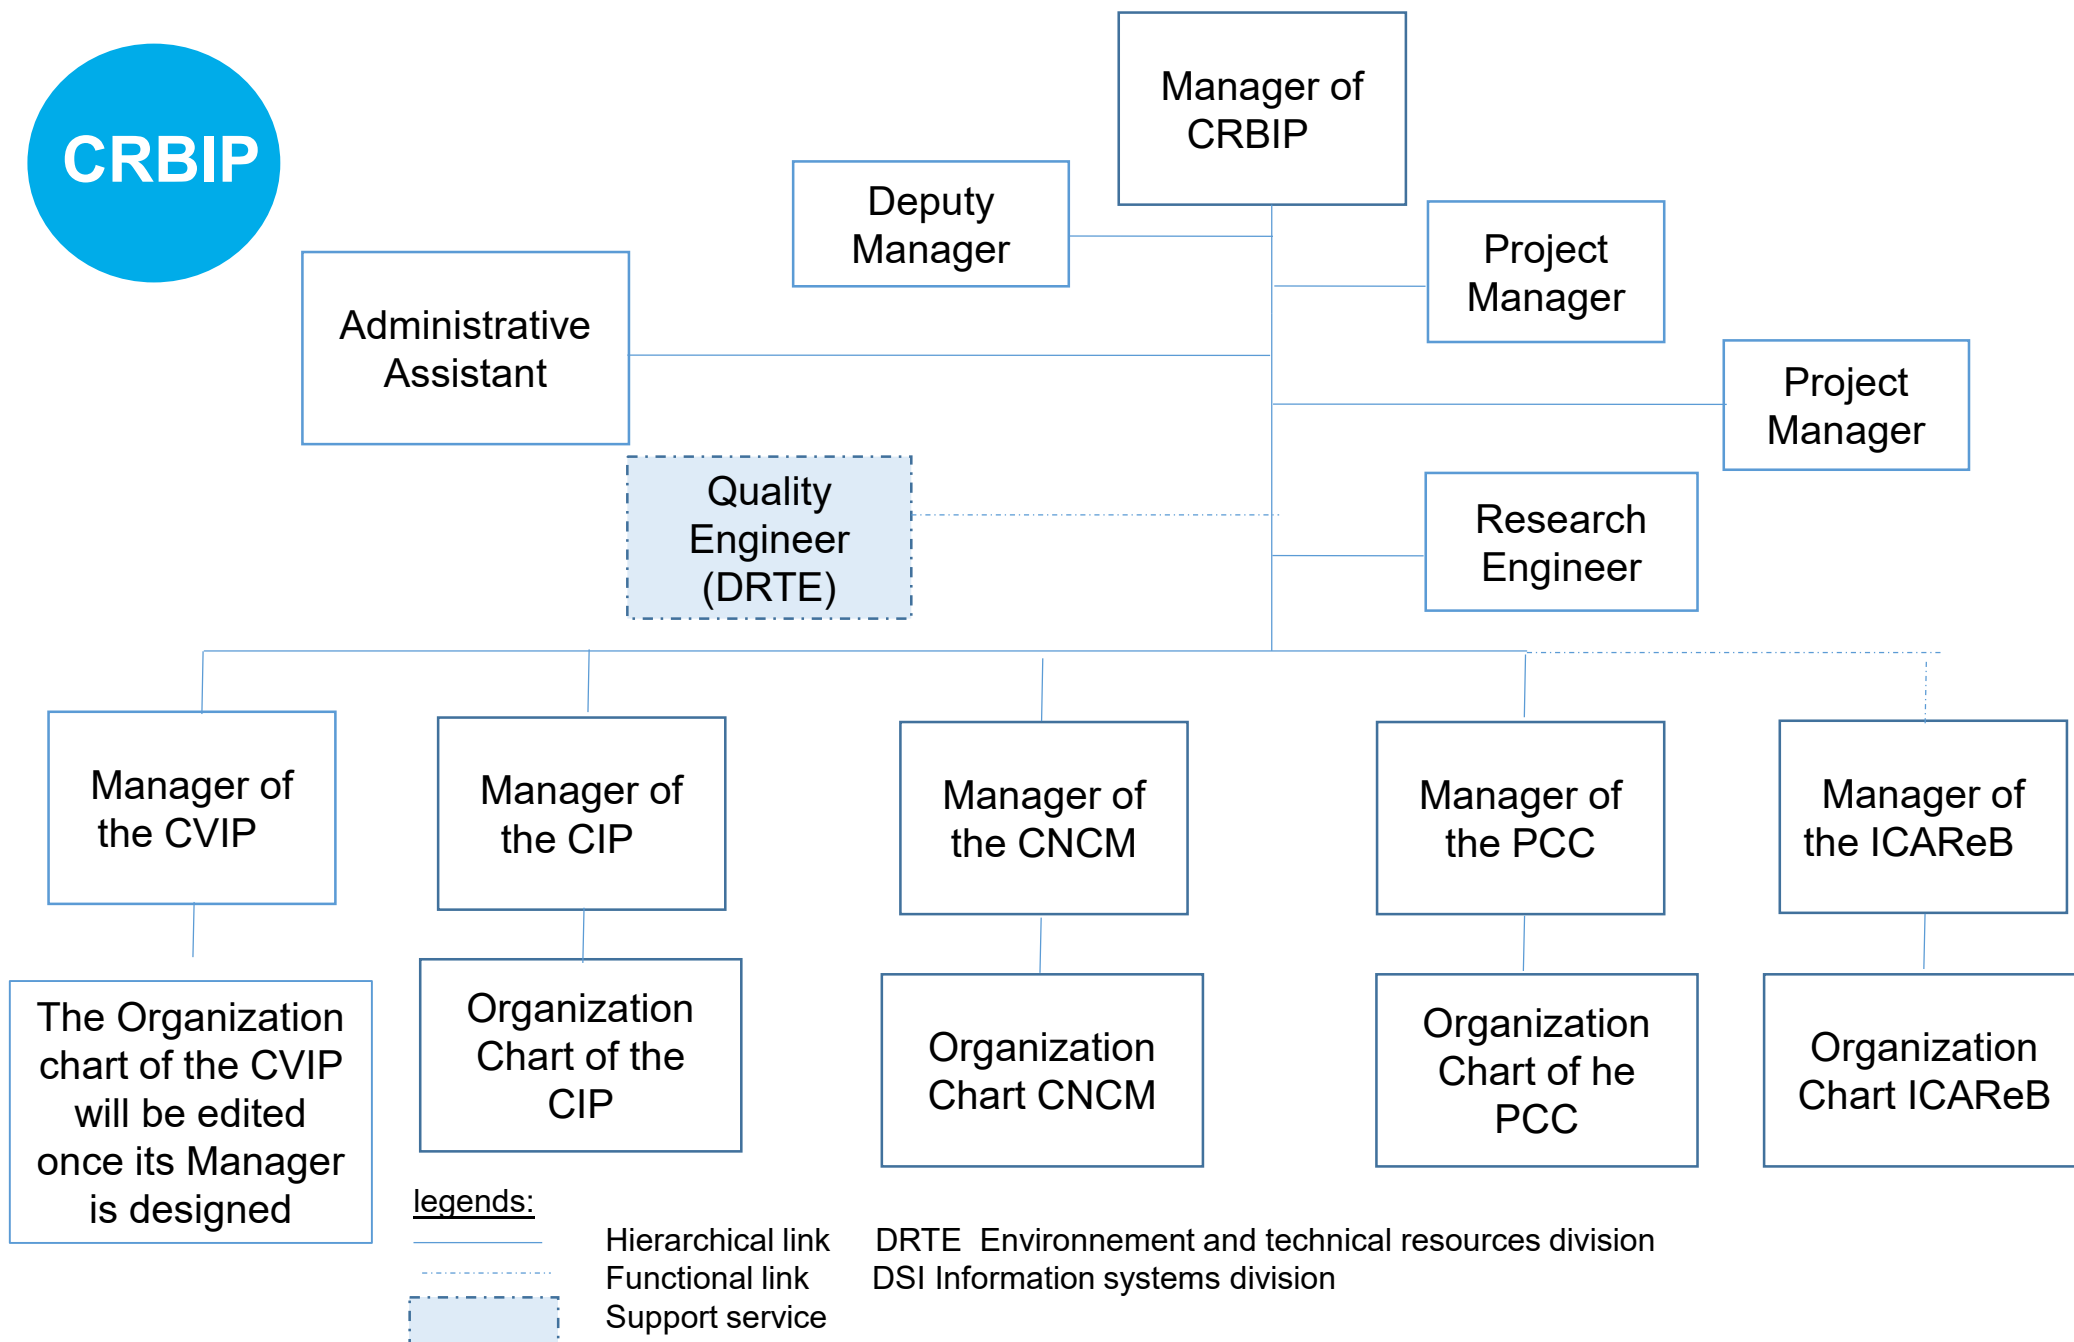 CRBIP
Manager of
CRBIP
Deputy
Manager
Project
Manager
Administrative
Assistant
Project
Manager
Quality
Engineer
(DRTE)
Research
Engineer
Manager of
the CVIP
Manager of
the CIP
Manager of
the CNCM
Manager of
the PCC
Manager of
the ICAReB
The Organization
chart of the CVIP
will be edited
once its Manager
is designed
Organization
Chart of the
CIP
Organization
Chart CNCM
Organization
Chart of he
PCC
Organization
Chart ICAReB
legends:
Hierarchical link DRTE Environnement and technical resources division
Functional link DSI Information systems division
Support service